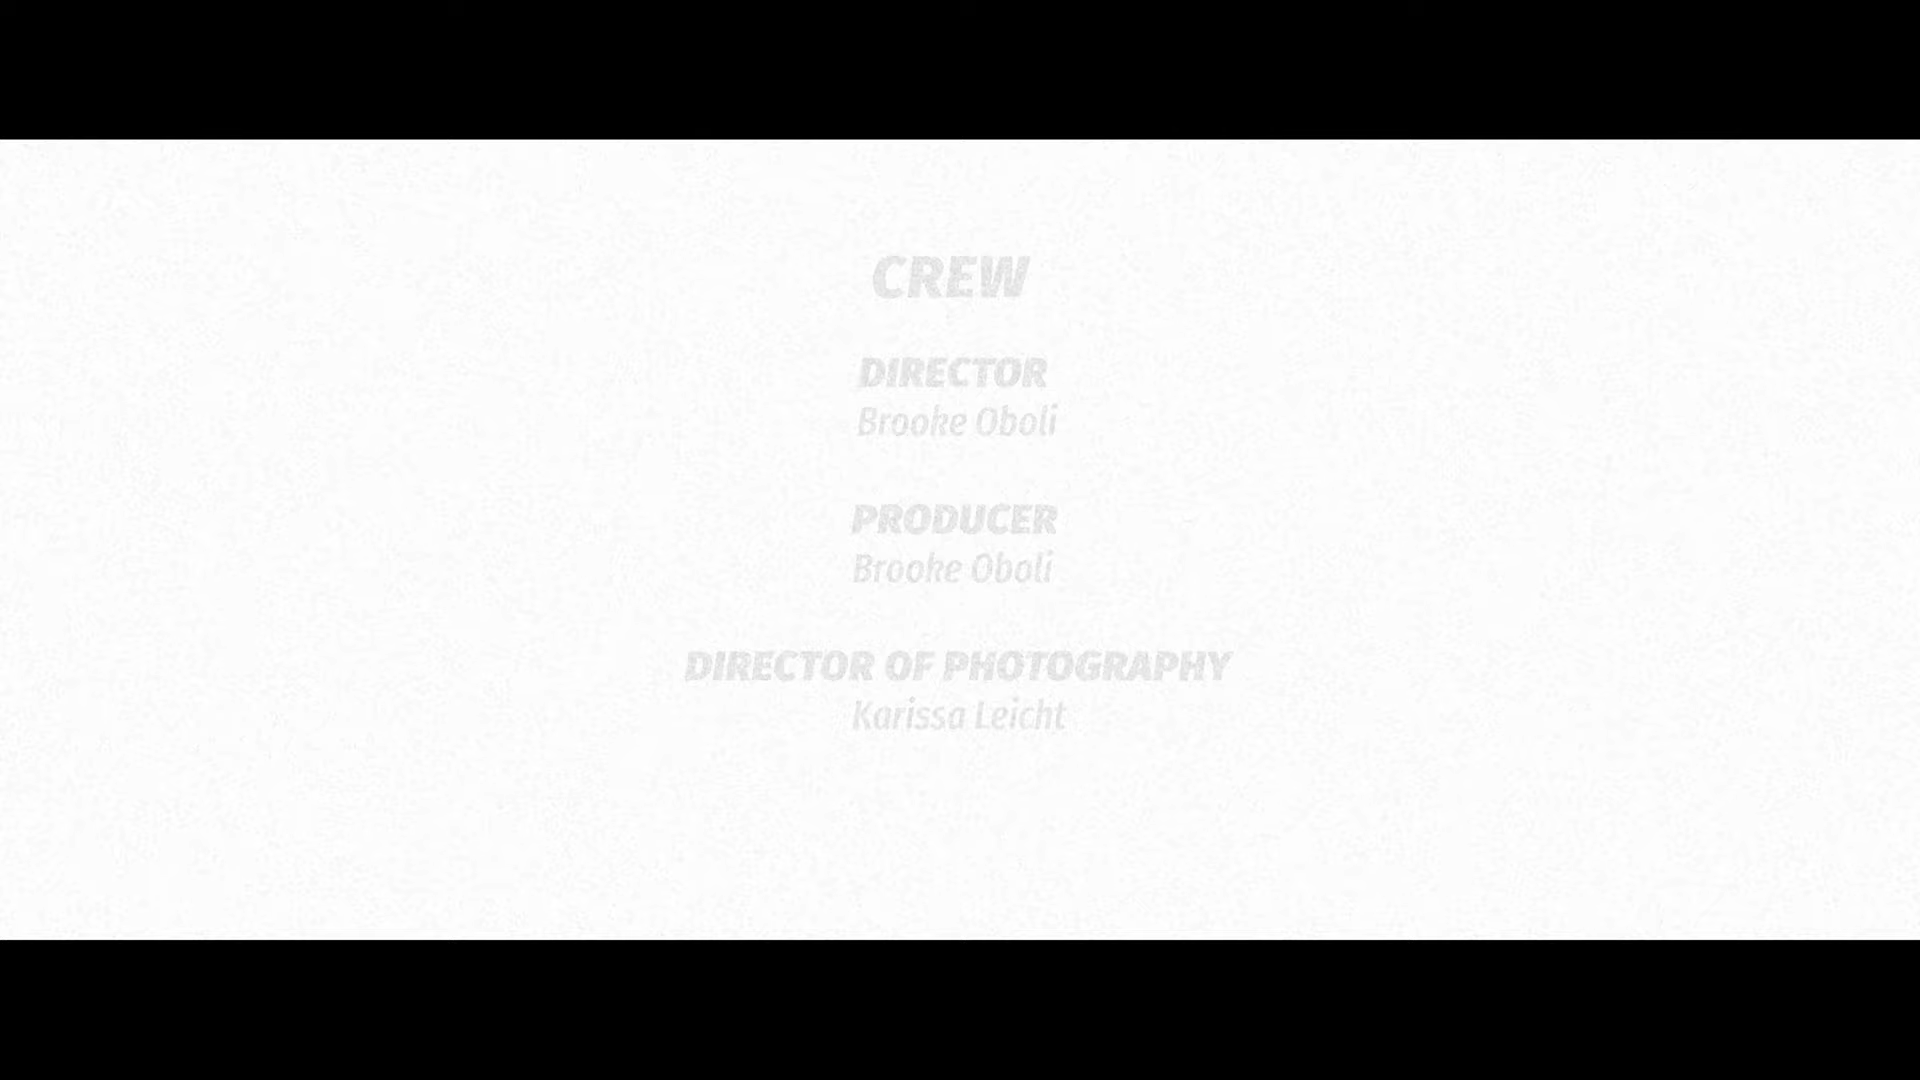 CREW
DIRECTOR
Brooke Oboli
PRODUCER
Brooke Oboli
DIRECTOR OF PHOTOGRAPHY
Karissa Leicht